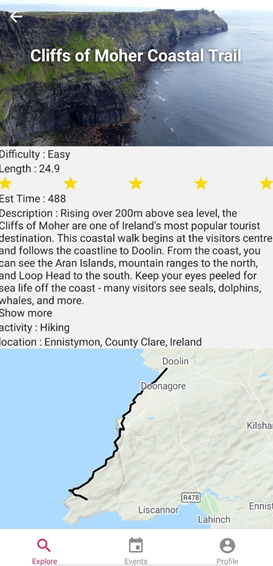 Cliffs of Moher Coastal Trail
Difficulty : Easy
Length : 24.9
Est Time : 488
Description : Rising over 200m above sea level, the
Cliffs of Moher are one of Ireland's most popular tourist
destination. This coastal walk begins at the visitors centre
and follows the coastline to Doolin. From the coast, you
can see the Aran Islands, mountain ranges to the north,
and Loop Head to the south. Keep your eyes peeled for
sea life off the coast - many visitors see seals, dolphins,
whales, and more.
Show more
activity : Hiking
location : Ennistymon, County Clare, Ireland
Doolin
Doonagore
Kilsha
R478
Ennist
Liscannor
Lahinch
Explore
Events
Profile